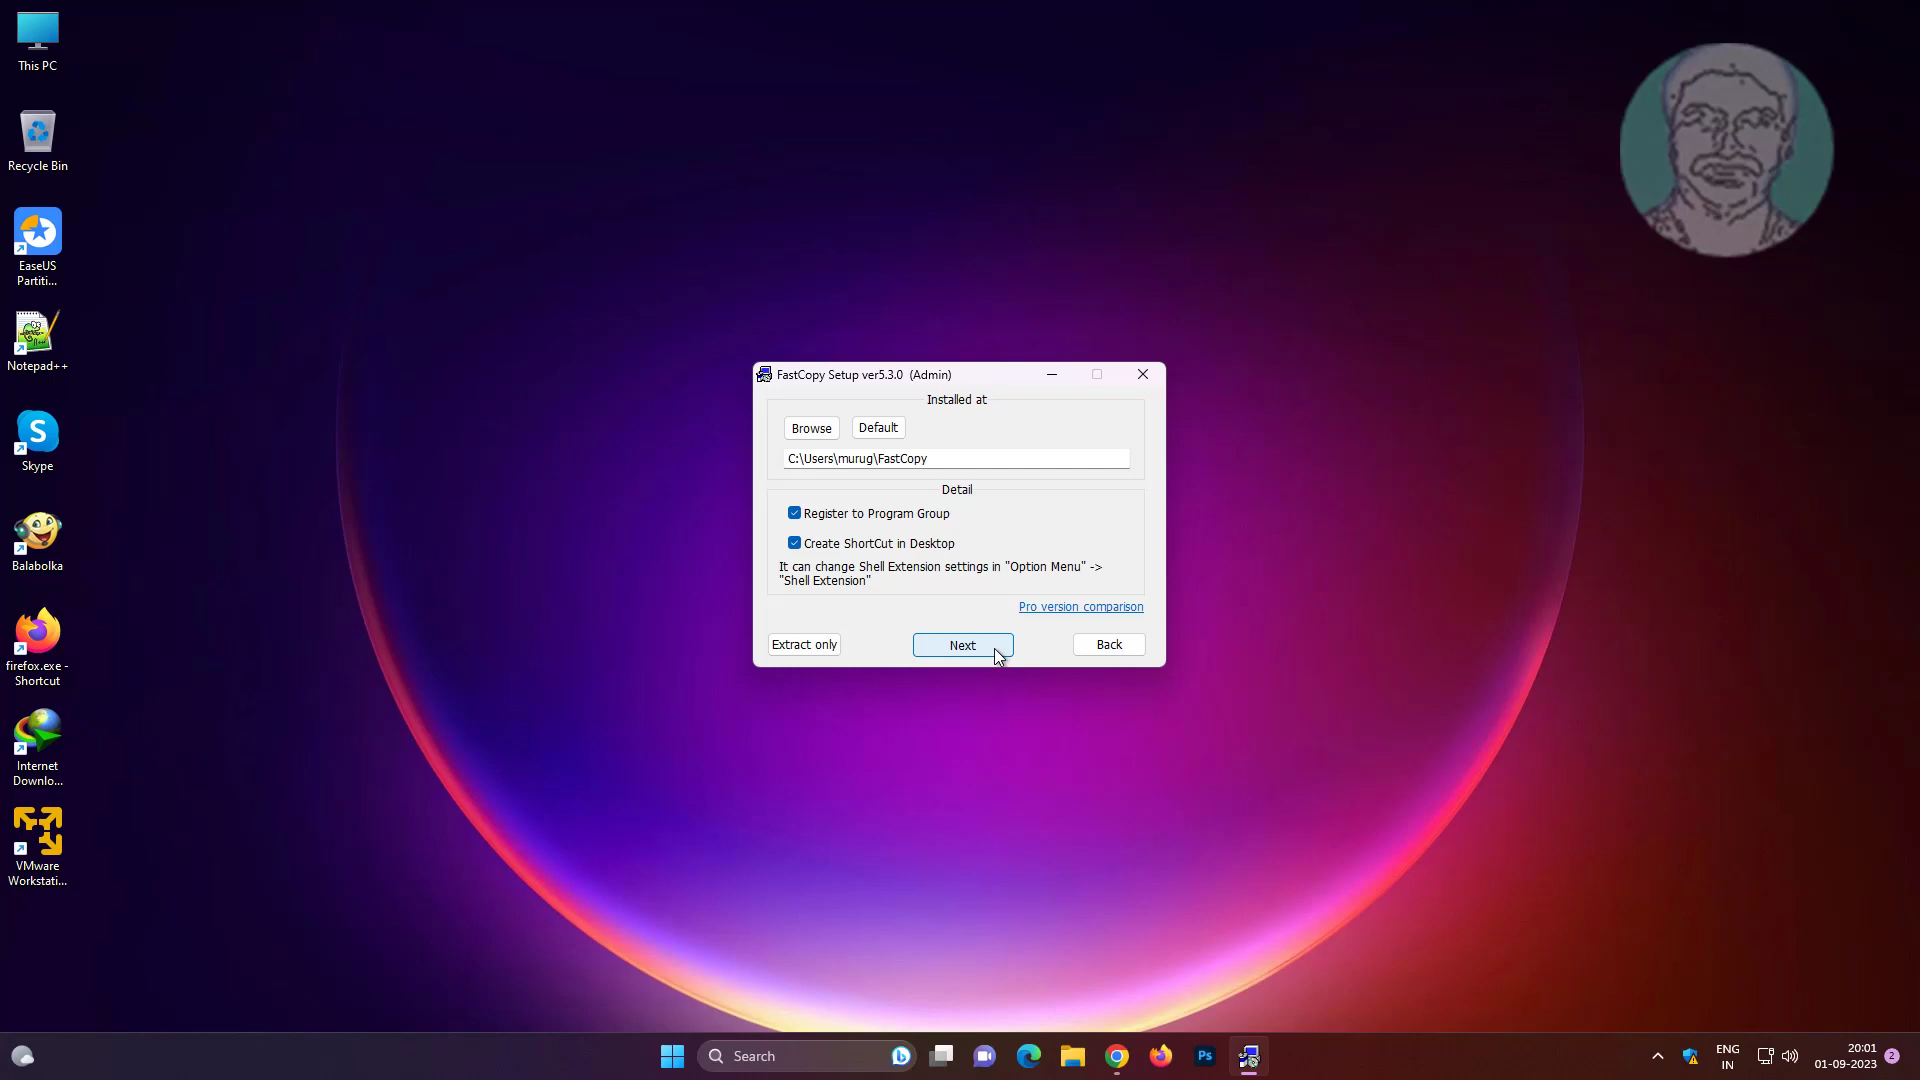 This PC
Recycle Bin
EaseUS
Partiti...
Notepad++
S
Skype
Balabolka
firefox.exe -
Shortcut
Internet
Downlo...
VMware
Workstati...
FastCopy Setup ver5.3.0 (Admin)
Installed at
Browse
Default
C:\Users\murug\FastCopy
Detail
Register to Program Group
Create ShortCut in Desktop
It can change Shell Extension settings in "Option Menu" ->
"Shell Extension"
Pro version comparison
Extract only
Next
Back
Search
Ps
ENG
IN
20:01
01-09-2023
2